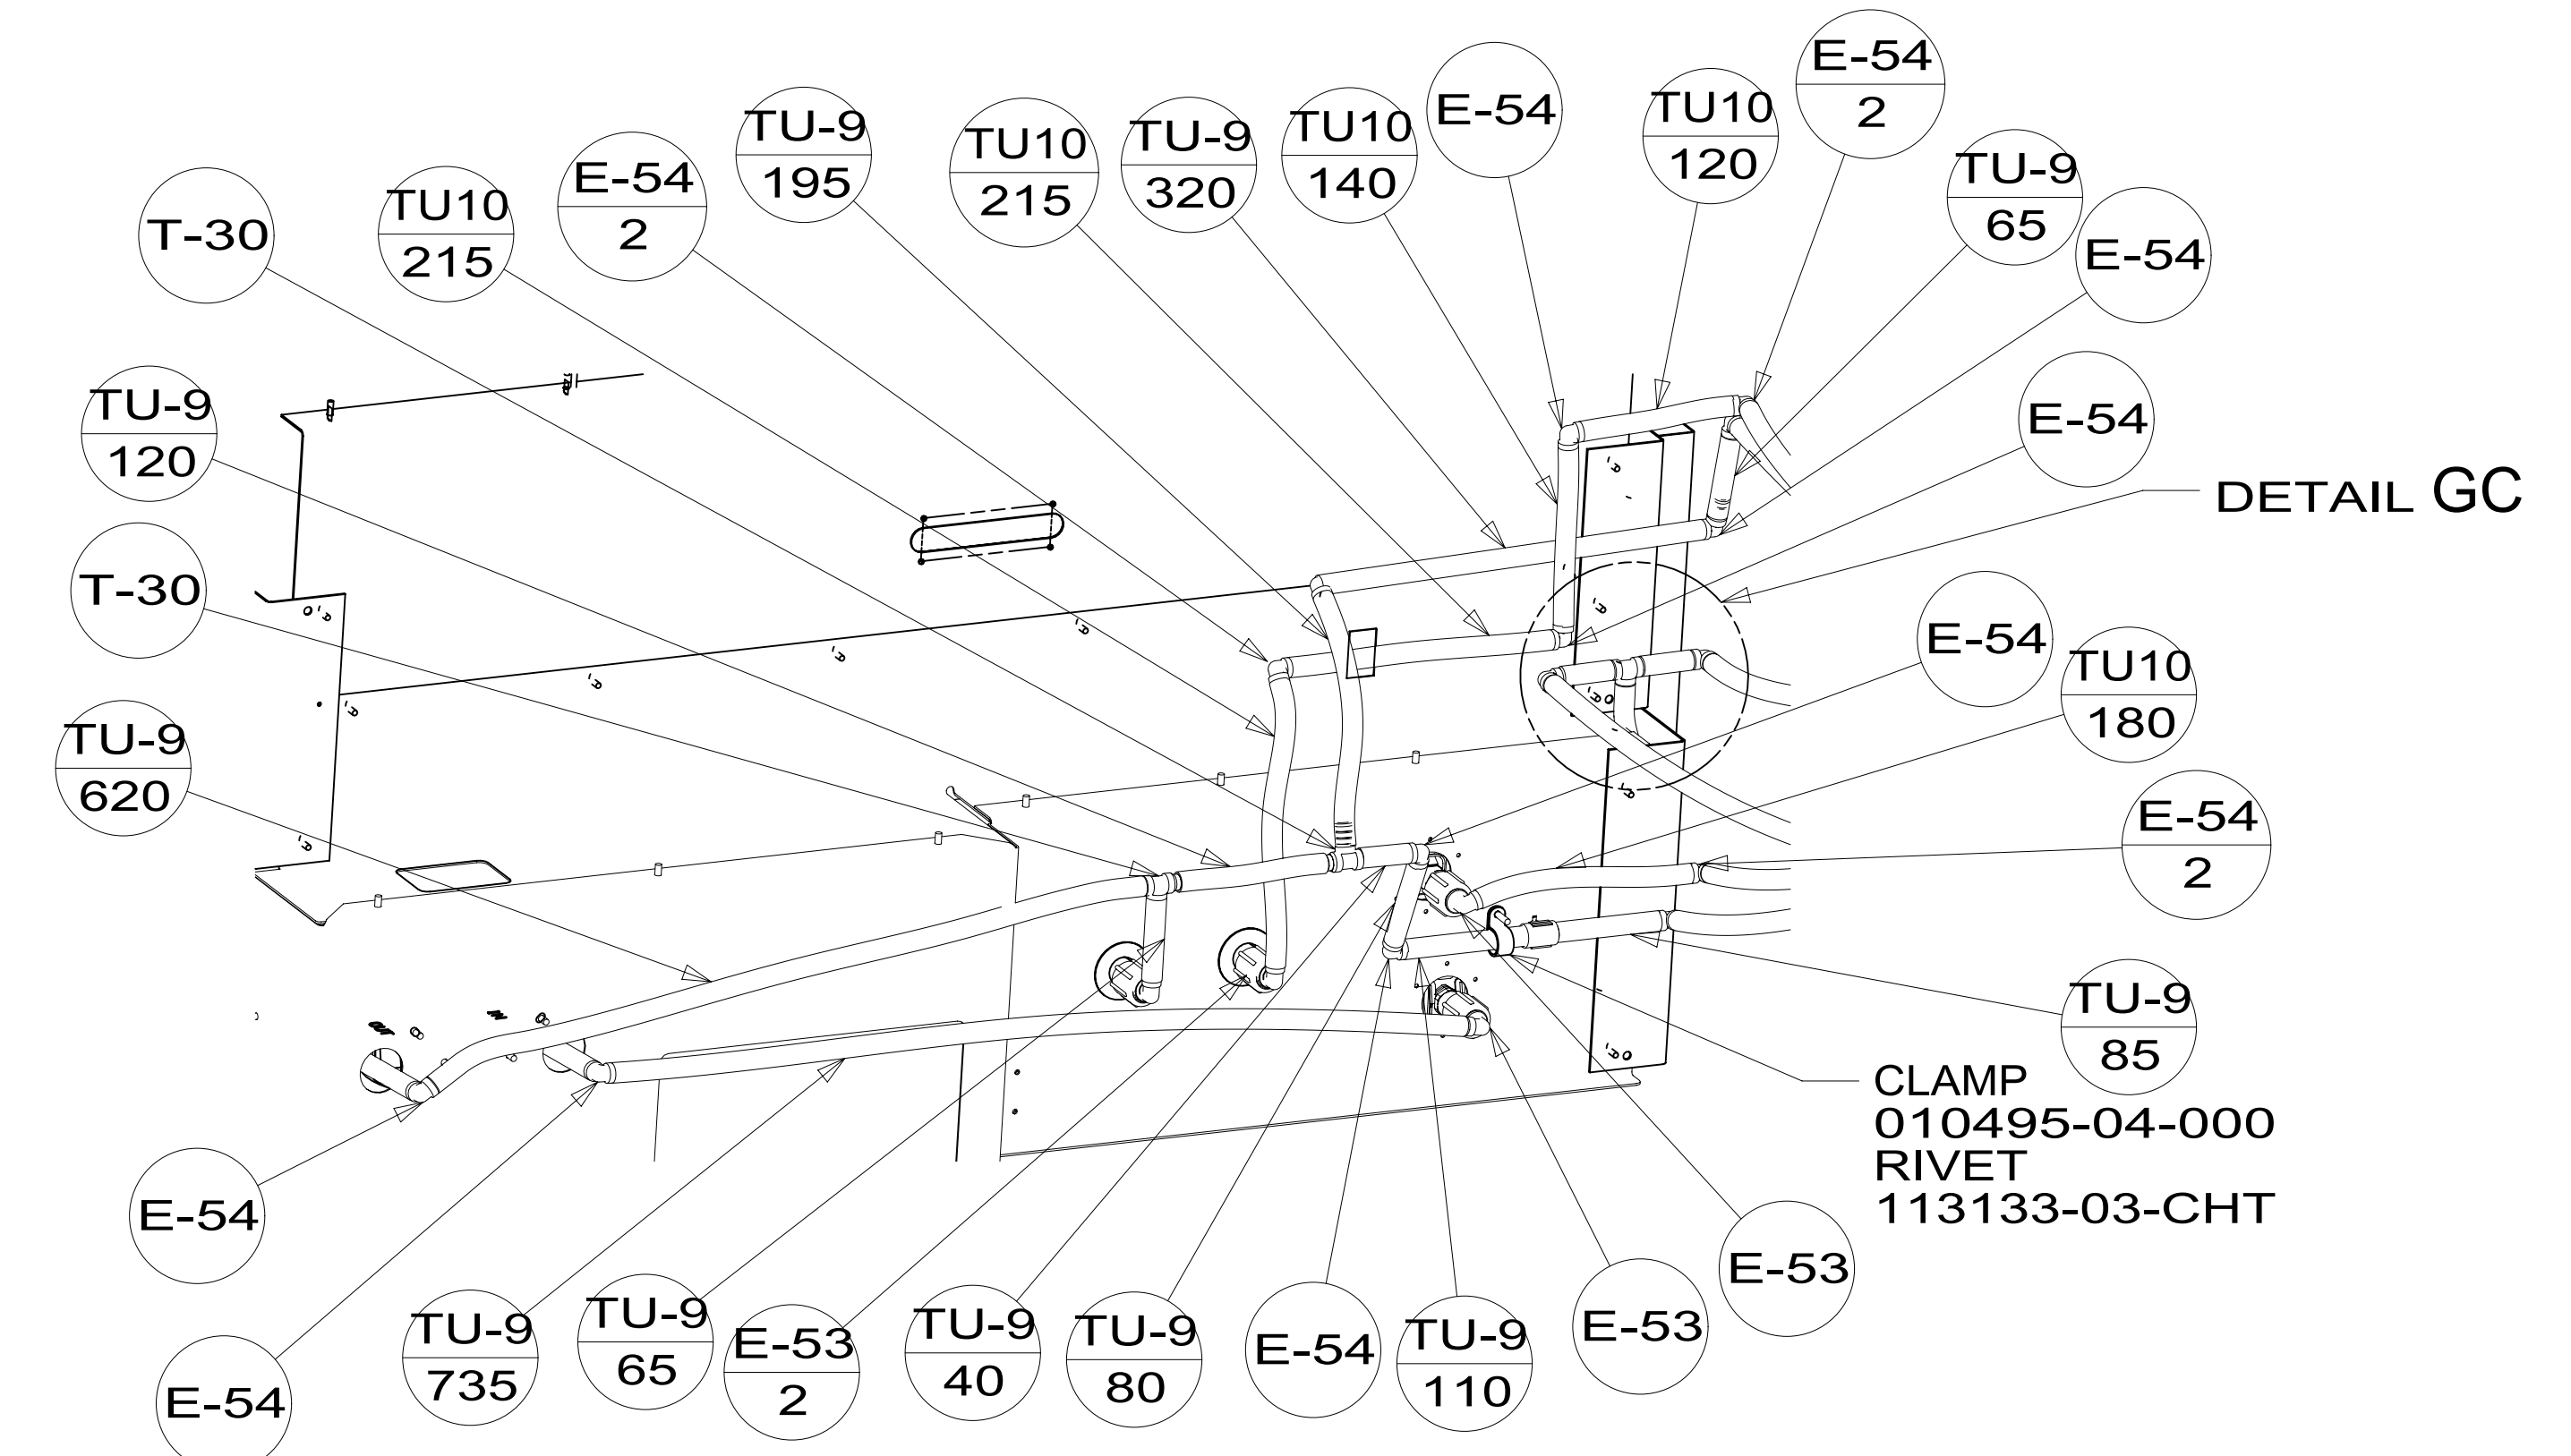 E-54
2
E-54
TU10
120
TU-9
195
TU10
215
TU-9
320
TU10
140
E-54
2
TU-9
65
T-30
TU10
215
E-54
TU-9
120
E-54
DETAIL GC
T-30
E-54
TU10
180
TU-9
620
E-54
2
OUT
IN
TU-9
85
CLAMP
010495-04-000
RIVET
113133-03-CHT
E-54
E-53
E-54
TU-9
735
TU-9
65
E-53
2
TU-9
40
TU-9
80
E-54
TU-9
110
E-53